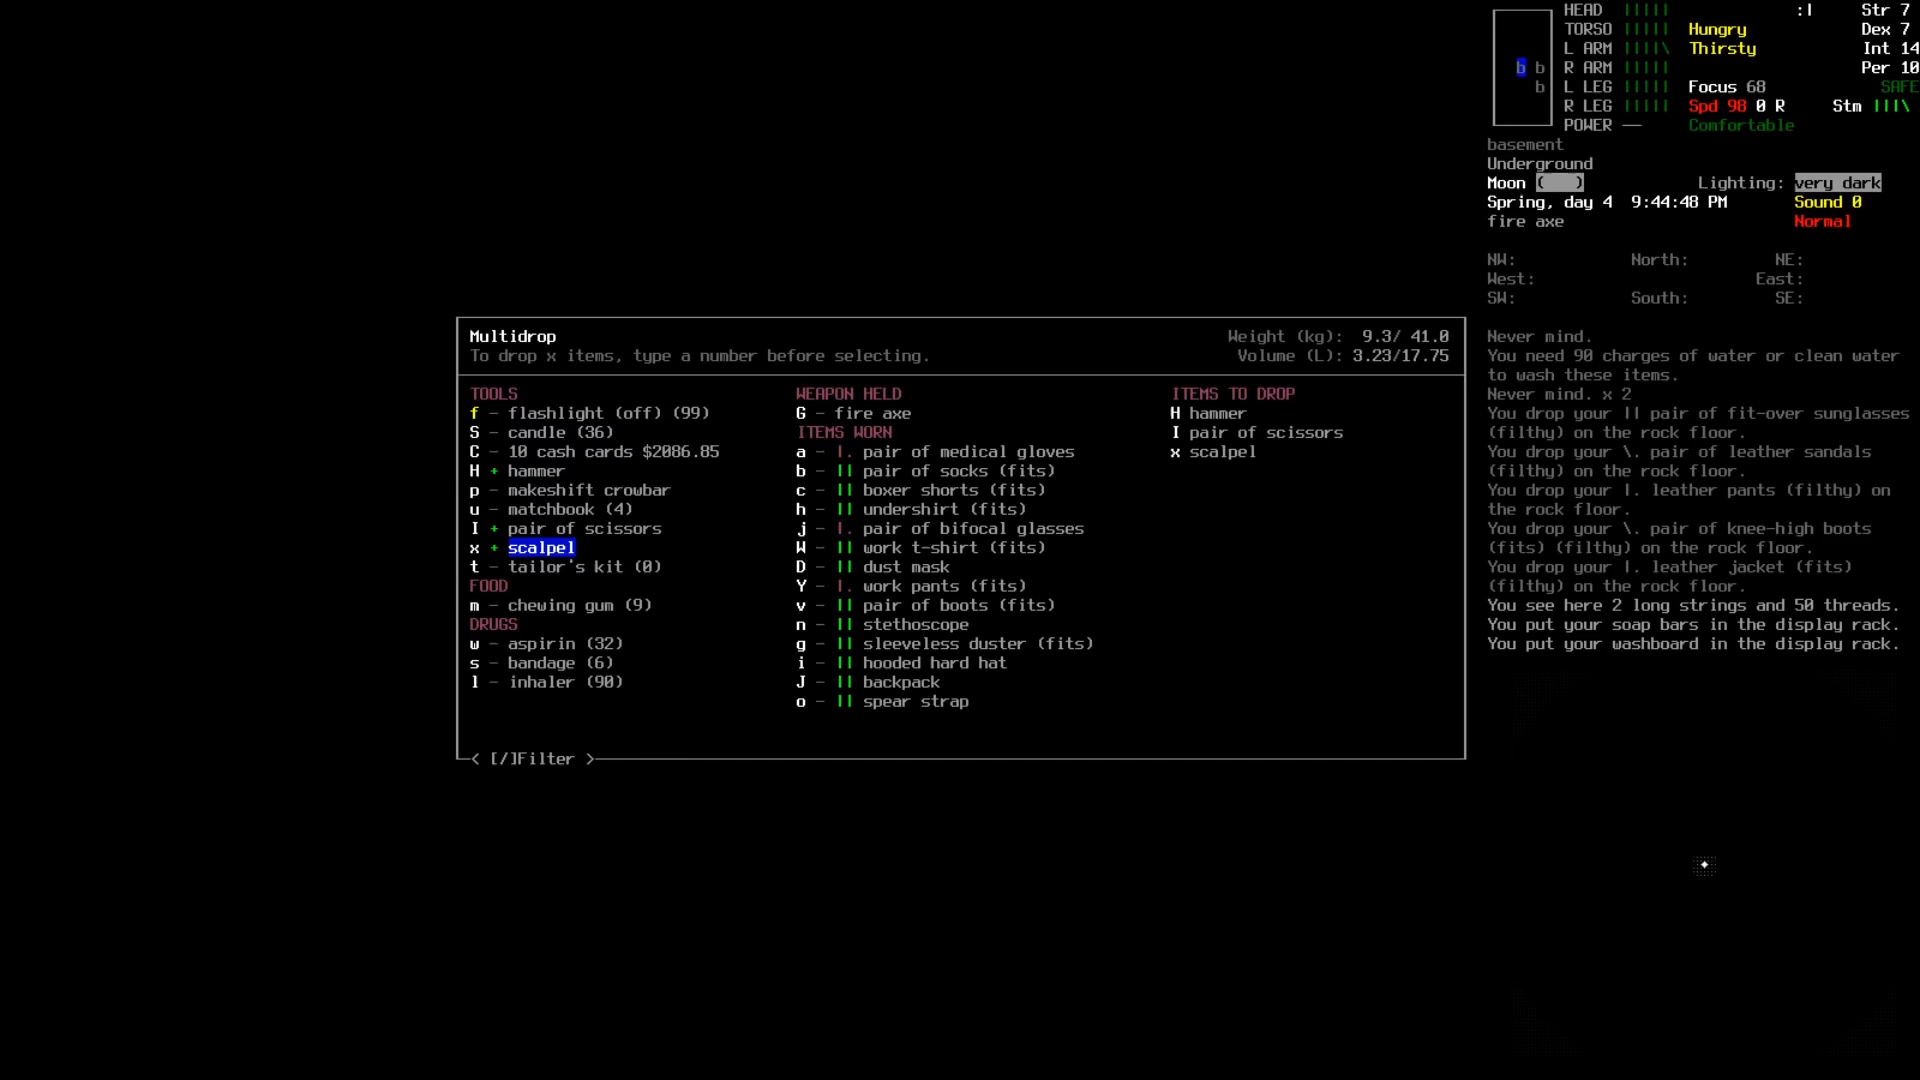 Multidrop
To drop x items, type a number before selecting.
Weight (kg): 9.3/ 41.0
Volume (L): 3.23/17.75
TOOLS
f - flashlight (off) (99)
S - candle (36)
C - 10 cash cards $2086.85
H + hammer
p - makeshift crowbar
u - matchbook (4)
I + pair of scissors
x + scalpel
t - tailor's kit (0)
FOOD
m - chewing gum (9)
DRUGS
w - aspirin (32)
s - bandage (6)
l - inhaler (90)
WEAPON HELD
G - fire axe
ITEMS WORN
a - |. pair of medical gloves
b - || pair of socks (fits)
c - || boxer shorts (fits)
h - || undershirt (fits)
j - |. pair of bifocal glasses
W - || work t-shirt (fits)
D - || dust mask
Y - |. work pants (fits)
v - || pair of boots (fits)
n - || stethoscope
g - || sleeveless duster (fits)
i - || hooded hard hat
J - || backpack
o - || spear strap
ITEMS TO DROP
H hammer
I pair of scissors
x scalpel
< [/]Filter >
b b
b
HEAD ||||| :| Str 7
TORSO ||||| Hungry Dex 7
L ARM ||||\ Thirsty Int 14
R ARM ||||| Per 10
L LEG ||||| Focus 68 SAFE
R LEG ||||| Spd 98 0 R Stm |||\
POWER -- Comfortable
basement
Underground
Moon (   ) Lighting: very dark
Spring, day 4 9:44:48 PM Sound 0
fire axe Normal
NW: North: NE:
West: East:
SW: South: SE:
Never mind.
You need 90 charges of water or clean water
to wash these items.
Never mind. x 2
You drop your || pair of fit-over sunglasses
(filthy) on the rock floor.
You drop your \. pair of leather sandals
(filthy) on the rock floor.
You drop your |. leather pants (filthy) on
the rock floor.
You drop your \. pair of knee-high boots
(fits) (filthy) on the rock floor.
You drop your |. leather jacket (fits)
(filthy) on the rock floor.
You see here 2 long strings and 50 threads.
You put your soap bars in the display rack.
You put your washboard in the display rack.